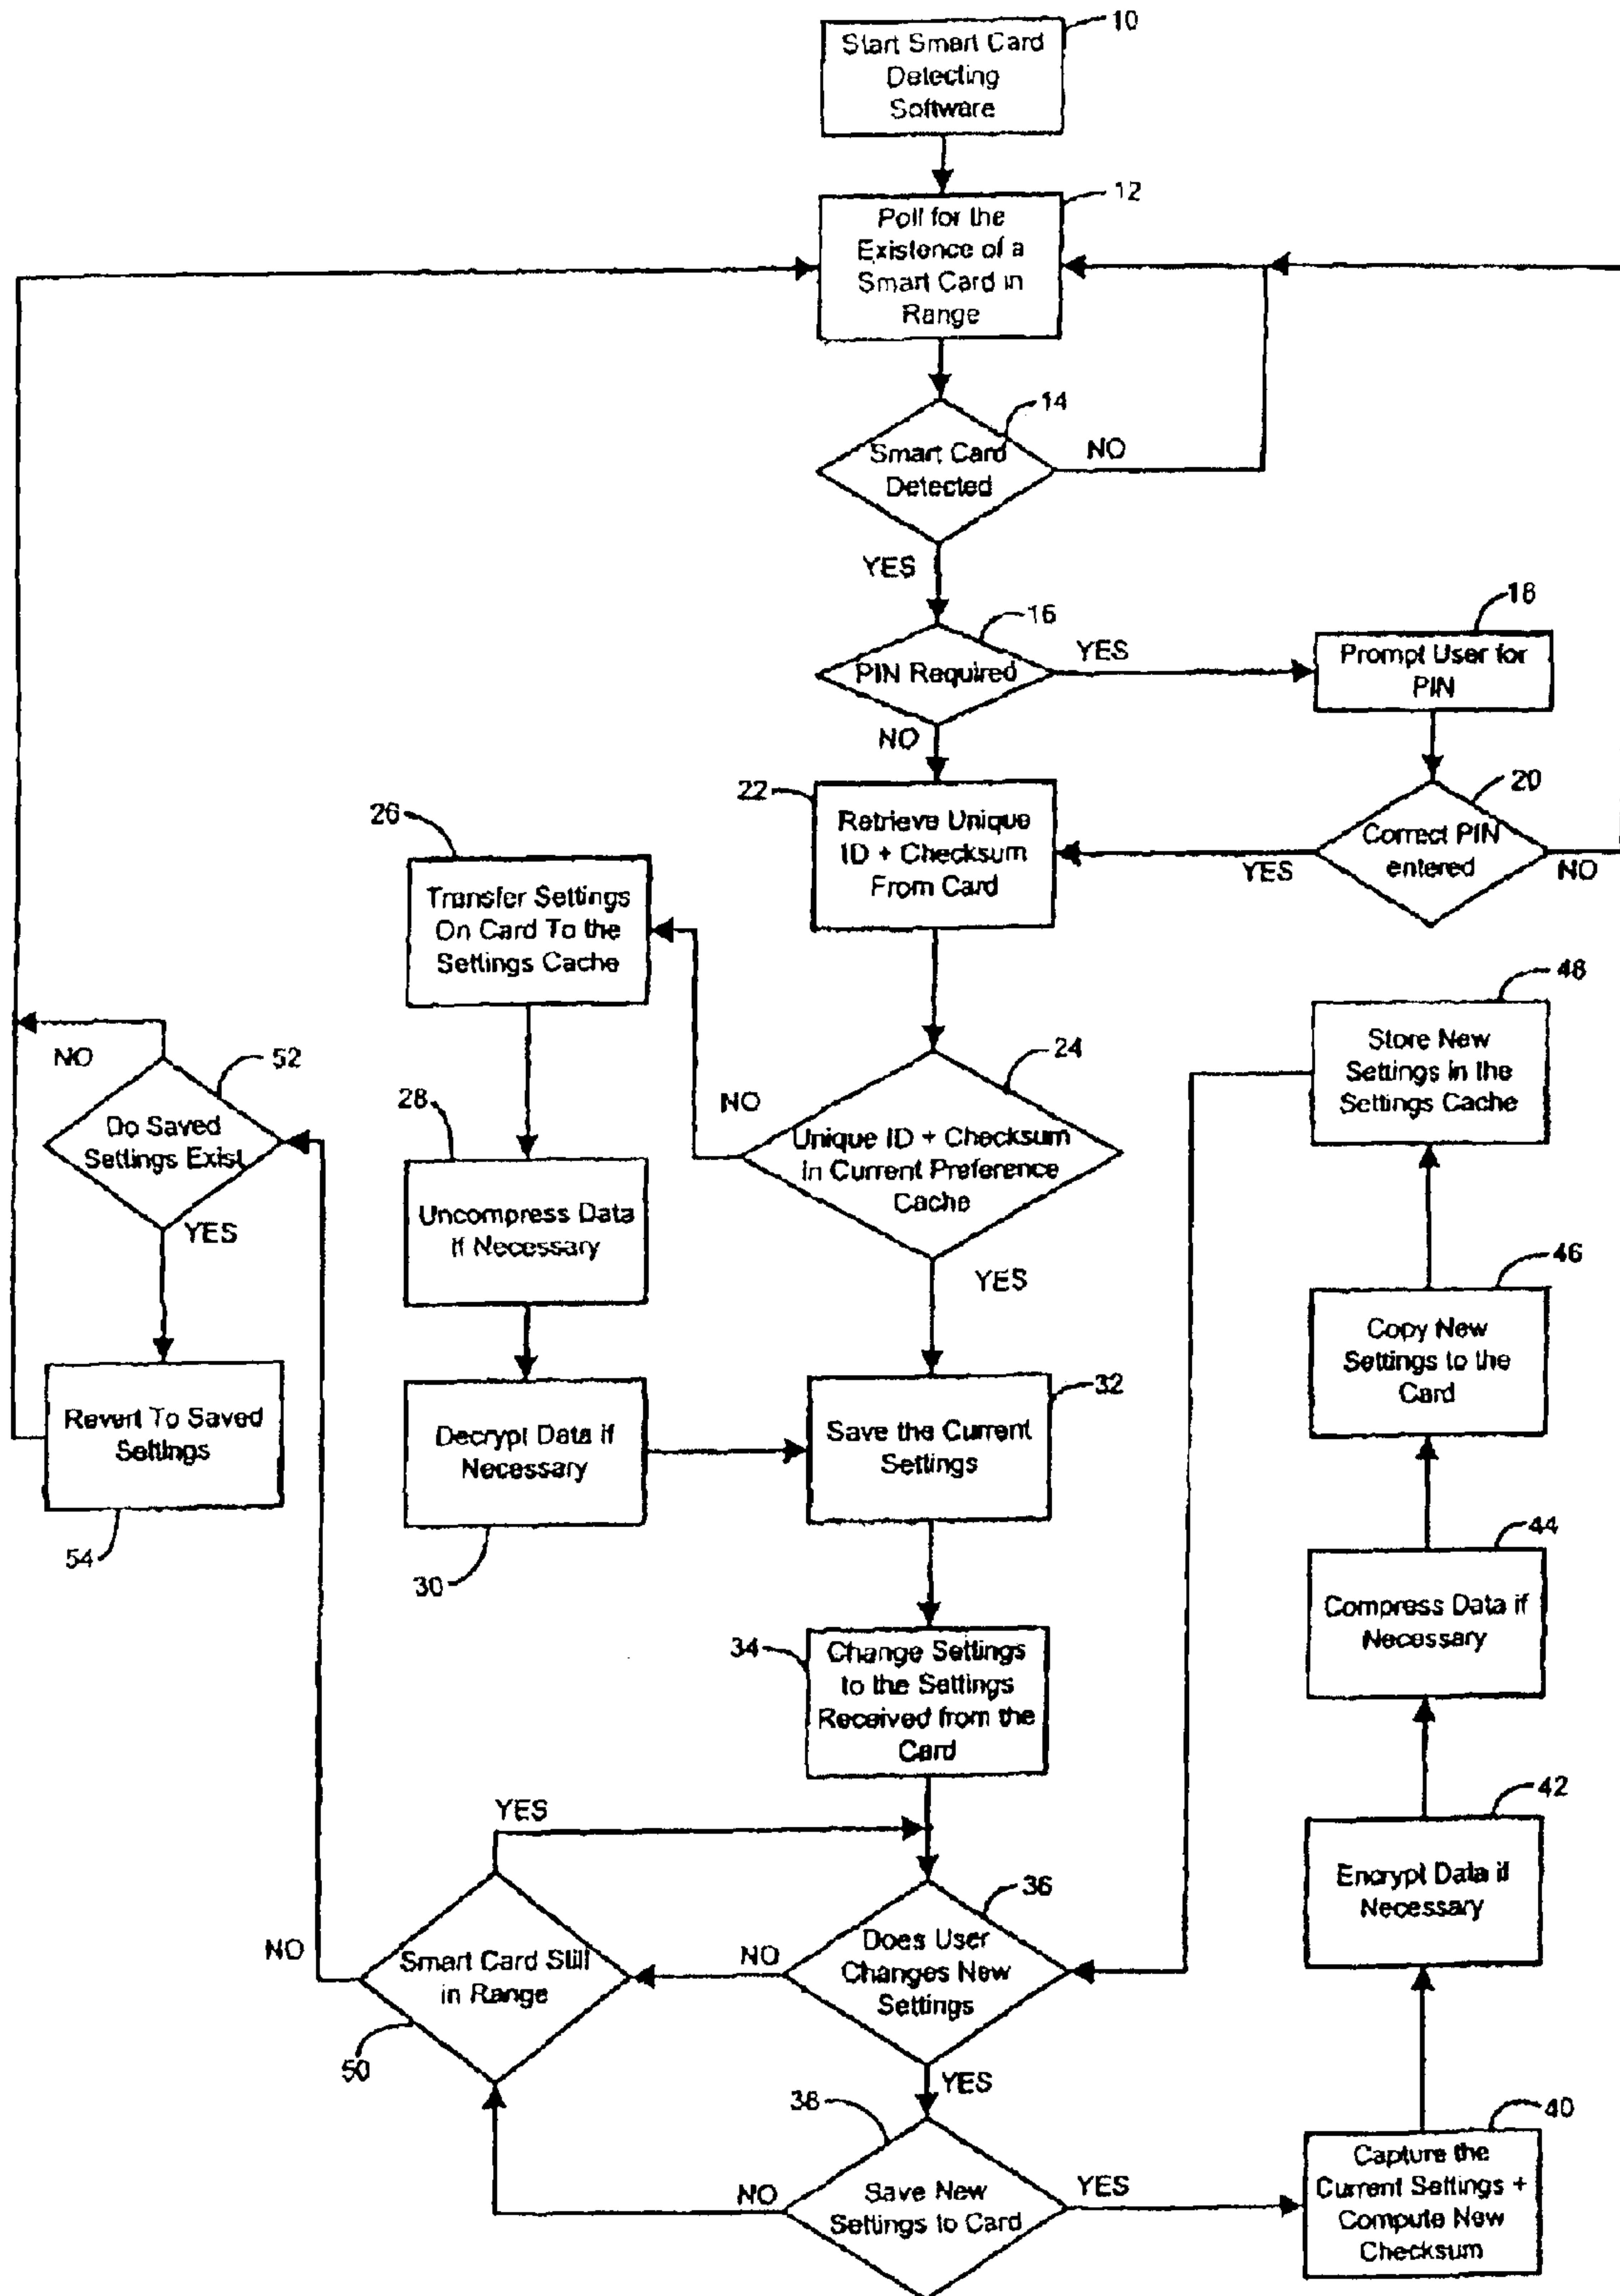 10
Start Smart Card
Detecting
Software
12
Poll for the
Existence of a
Smart Card in
Range
14
Smart Card
Detected
NO
YES
16
PIN Required
YES
NO
18
Prompt User for
PIN
20
Correct PIN
entered
YES
NO
22
Retrieve Unique
ID + Checksum
From Card
24
Unique ID + Checksum
in Current Preference
Cache
NO
YES
26
Transfer Settings
On Card To the
Settings Cache
28
Uncompress Data
If Necessary
30
Decrypt Data if
Necessary
32
Save the Current
Settings
34
Change Settings
to the Settings
Received from the
Card
36
Does User
Changes New
Settings
NO
YES
38
Save New
Settings to Card
NO
YES
40
Capture the
Current Settings +
Compute New
Checksum
42
Encrypt Data if
Necessary
44
Compress Data if
Necessary
46
Copy New
Settings to the
Card
48
Store New
Settings in the
Settings Cache
50
Smart Card Still
in Range
YES
NO
52
Do Saved
Settings Exist
NO
YES
54
Revert To Saved
Settings